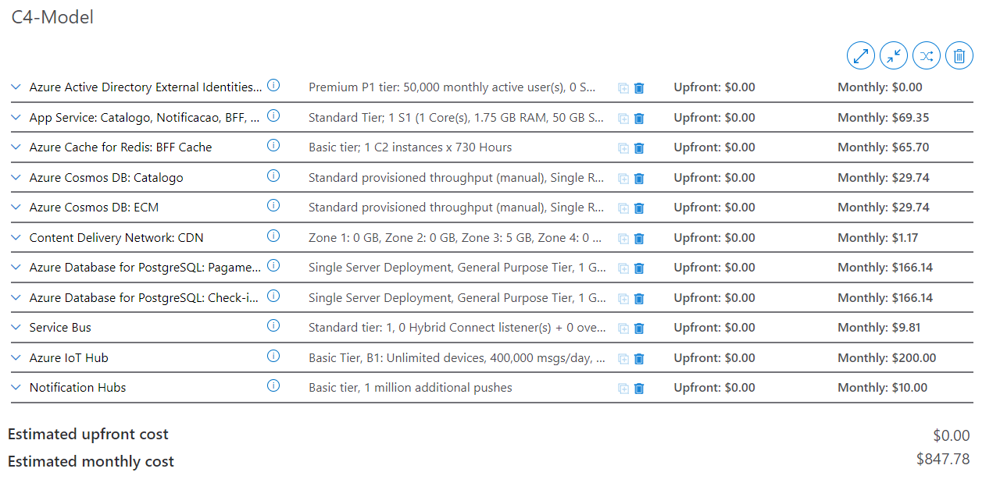 C4-Model
Azure Active Directory External Identities... Premium P1 tier: 50,000 monthly active user(s), 0 S... Upfront: $0.00 Monthly: $0.00
App Service: Catalogo, Notificacao, BFF, ... Standard Tier; 1 S1 (1 Core(s), 1.75 GB RAM, 50 GB S... Upfront: $0.00 Monthly: $69.35
Azure Cache for Redis: BFF Cache Basic tier; 1 C2 instances x 730 Hours Upfront: $0.00 Monthly: $65.70
Azure Cosmos DB: Catalogo Standard provisioned throughput (manual), Single R... Upfront: $0.00 Monthly: $29.74
Azure Cosmos DB: ECM Standard provisioned throughput (manual), Single R... Upfront: $0.00 Monthly: $29.74
Content Delivery Network: CDN Zone 1: 0 GB, Zone 2: 0 GB, Zone 3: 5 GB, Zone 4: 0 ... Upfront: $0.00 Monthly: $1.17
Azure Database for PostgreSQL: Pagame... Single Server Deployment, General Purpose Tier, 1 G... Upfront: $0.00 Monthly: $166.14
Azure Database for PostgreSQL: Check-i... Single Server Deployment, General Purpose Tier, 1 G... Upfront: $0.00 Monthly: $166.14
Service Bus Standard tier: 1, 0 Hybrid Connect listener(s) + 0 ove... Upfront: $0.00 Monthly: $9.81
Azure IoT Hub Basic Tier, B1: Unlimited devices, 400,000 msgs/day, ... Upfront: $0.00 Monthly: $200.00
Notification Hubs Basic tier, 1 million additional pushes Upfront: $0.00 Monthly: $10.00
Estimated upfront cost $0.00
Estimated monthly cost $847.78